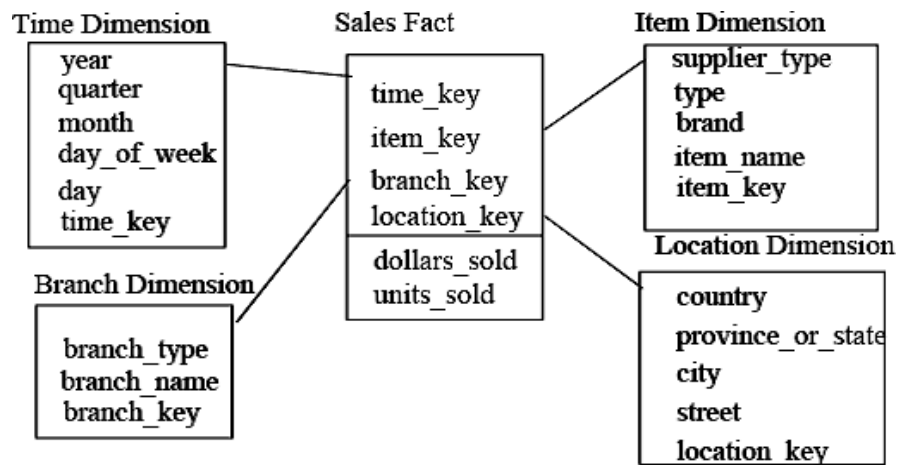 Time Dimension
year
quarter
month
day_of_week
day
time_key
Sales Fact
time_key
item_key
branch_key
location_key
dollars_sold
units_sold
Item Dimension
supplier_type
type
brand
item_name
item_key
Branch Dimension
branch_type
branch_name
branch_key
Location Dimension
country
province_or_state
city
street
location_key